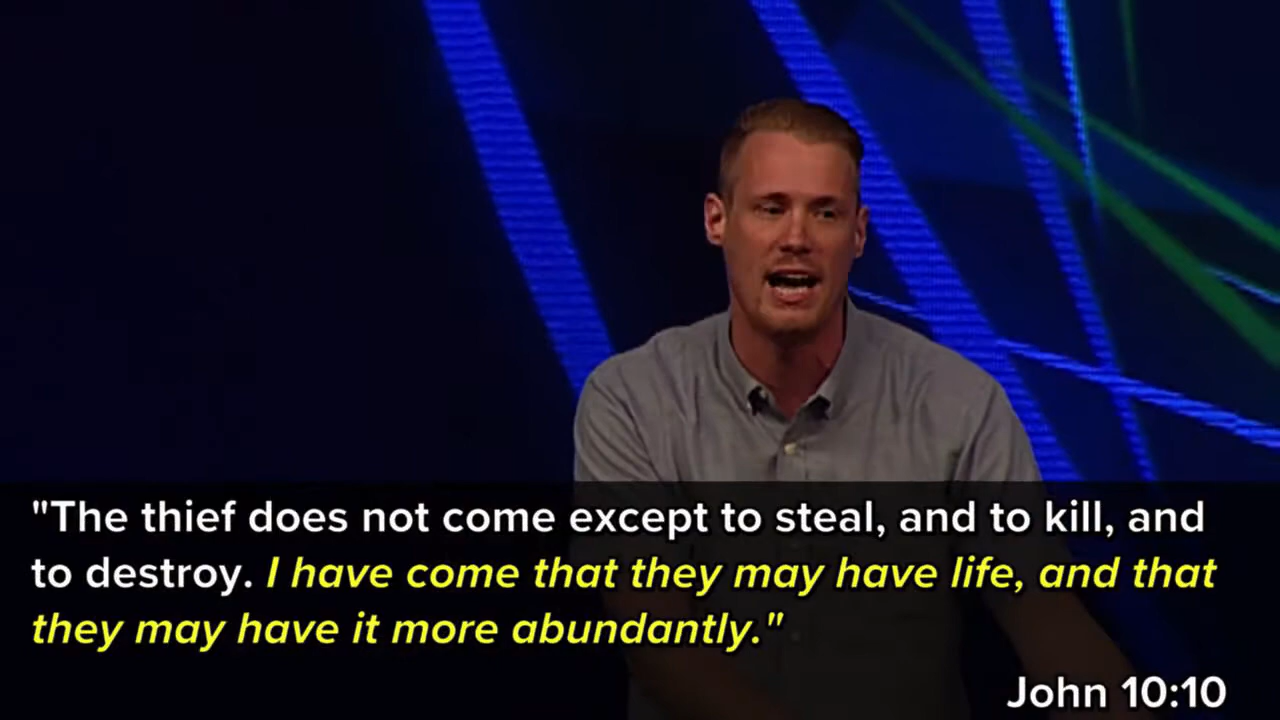 "The thief does not come except to steal, and to kill, and
to destroy. I have come that they may have life, and that
they may have it more abundantly."
John 10:10